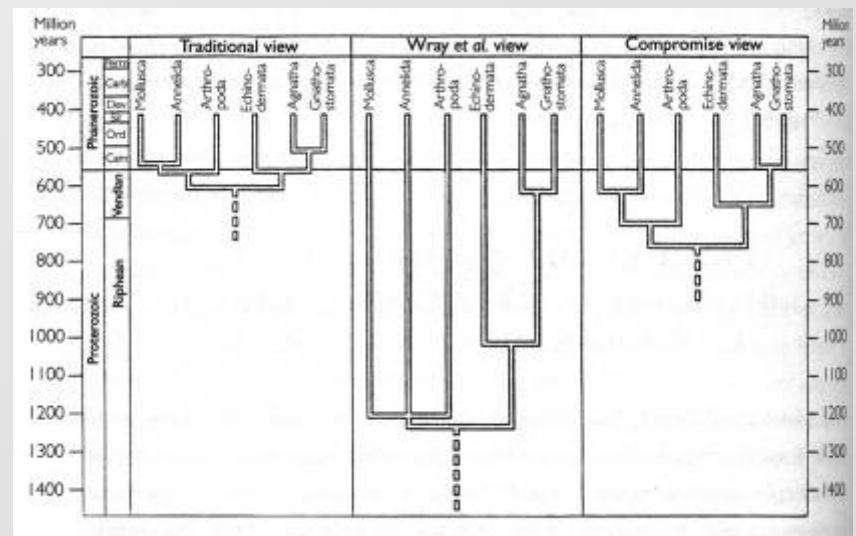 Million years
Million years
Traditional view
Wray et al. view
Compromise view
Mollusca
Annelida
Arthro-
poda
Echino-
dermata
Agnatha
Gnatho-
stomata
Mollusca
Annelida
Arthro-
poda
Echino-
dermata
Agnatha
Gnatho-
stomata
Mollusca
Annelida
Arthro-
poda
Echino-
dermata
Agnatha
Gnatho-
stomata
Phanerozoic
Carb
Dev
Ord.
Cam
Proterozoic
Vendian
Riphean
300
400
500
600
700
800
900
1000
1100
1200
1300
1400
300
400
500
600
700
800
900
1000
1100
1200
1300
1400